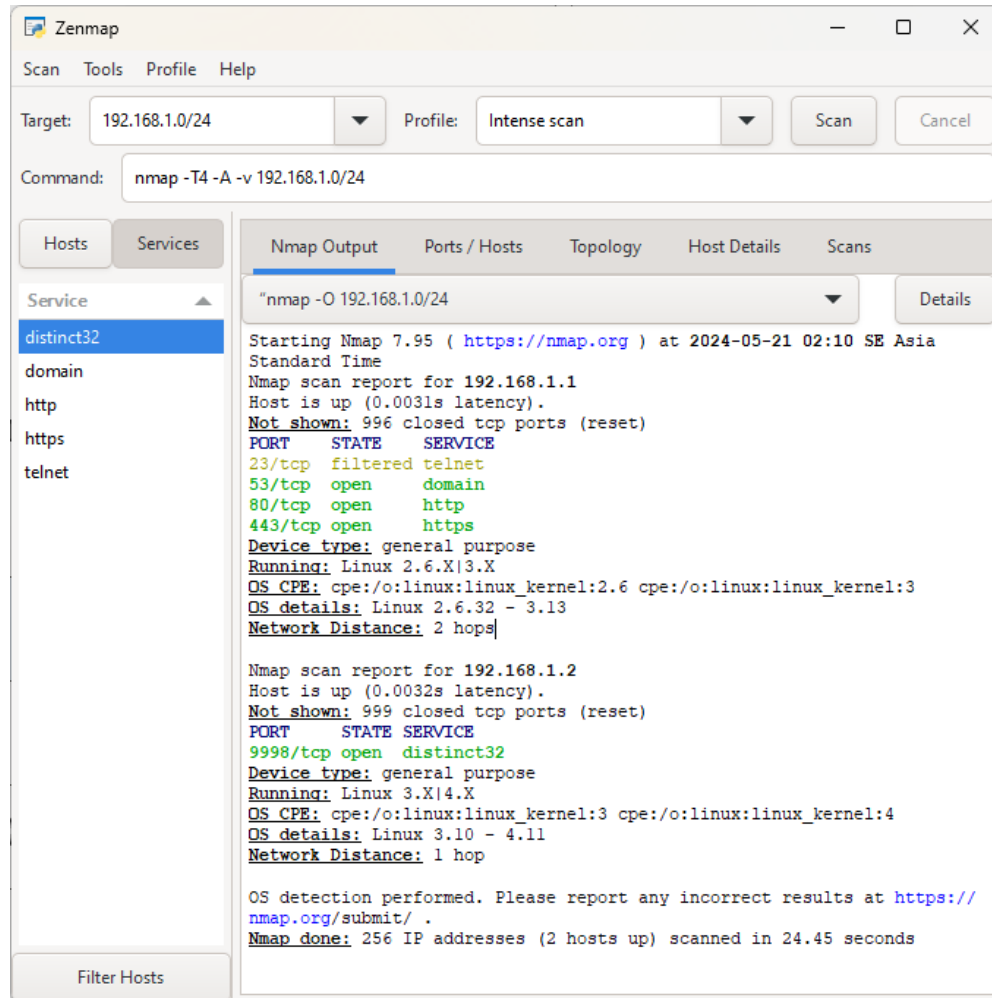 Zenmap
Scan Tools Profile Help
Target: 192.168.1.0/24 Profile: Intense scan Scan Cancel
Command: nmap -T4 -A -v 192.168.1.0/24
Hosts Services
Service
distinct32
domain
http
https
telnet
Filter Hosts
Nmap Output Ports / Hosts Topology Host Details Scans
"nmap -O 192.168.1.0/24 Details
Starting Nmap 7.95 ( https://nmap.org ) at 2024-05-21 02:10 SE Asia
Standard Time
Nmap scan report for 192.168.1.1
Host is up (0.0031s latency).
Not shown: 996 closed tcp ports (reset)
PORT STATE SERVICE
23/tcp filtered telnet
53/tcp open domain
80/tcp open http
443/tcp open https
Device type: general purpose
Running: Linux 2.6.X|3.X
OS CPE: cpe:/o:linux:linux_kernel:2.6 cpe:/o:linux:linux_kernel:3
OS details: Linux 2.6.32 - 3.13
Network Distance: 2 hops
Nmap scan report for 192.168.1.2
Host is up (0.0032s latency).
Not shown: 999 closed tcp ports (reset)
PORT STATE SERVICE
9998/tcp open distinct32
Device type: general purpose
Running: Linux 3.X|4.X
OS CPE: cpe:/o:linux:linux_kernel:3 cpe:/o:linux:linux_kernel:4
OS details: Linux 3.10 - 4.11
Network Distance: 1 hop
OS detection performed. Please report any incorrect results at https://
nmap.org/submit/ .
Nmap done: 256 IP addresses (2 hosts up) scanned in 24.45 seconds